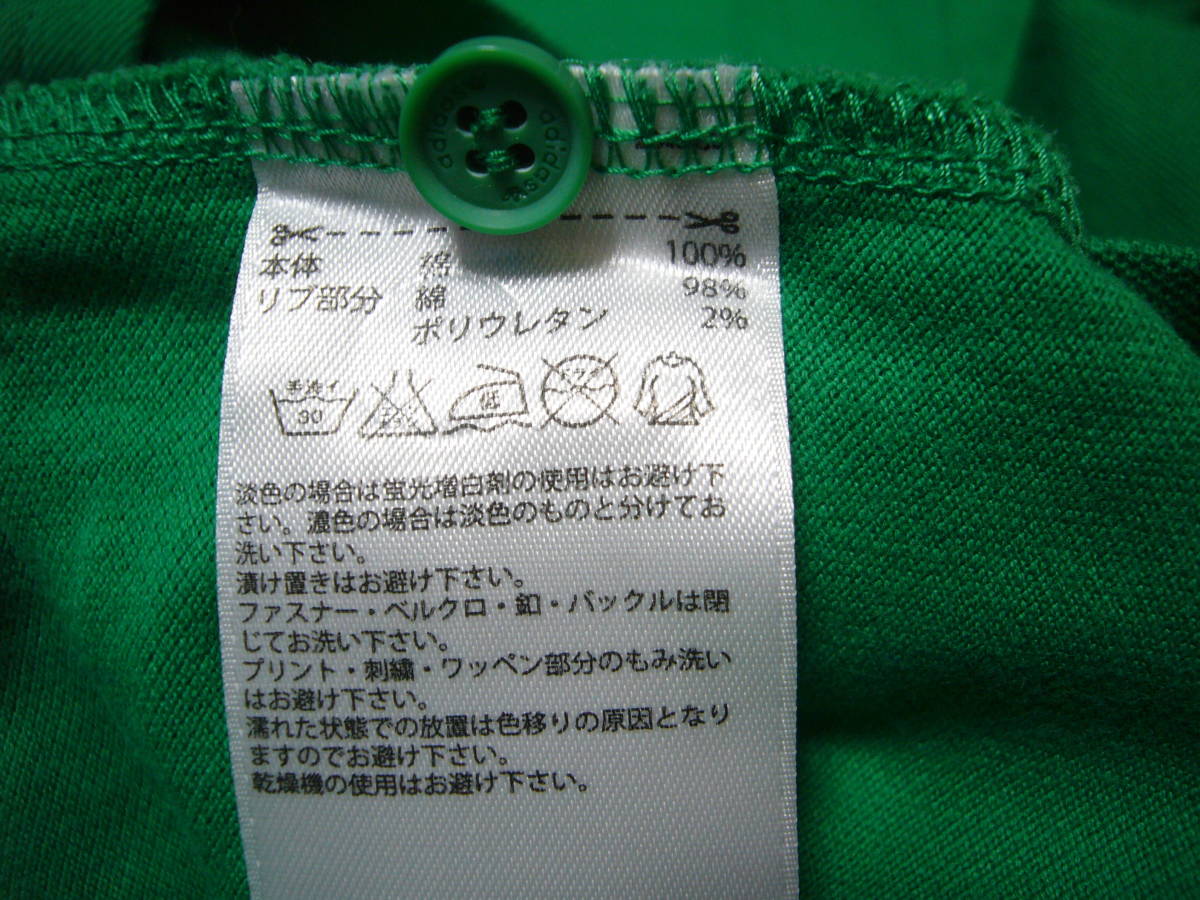 adidas adidas
本体 綿 100%
リブ部分 綿 98%
ポリウレタン 2%
手洗イ 30
低
淡色の場合は蛍光増白剤の使用はお避け下
さい。濃色の場合は淡色のものと分けてお
洗い下さい。
漬け置きはお避け下さい。
ファスナー・ベルクロ・釦・バックルは閉
じてお洗い下さい。
プリント・刺繍・ワッペン部分のもみ洗い
はお避け下さい。
濡れた状態での放置は色移りの原因となり
ますのでお避け下さい。
乾燥機の使用はお避け下さい。